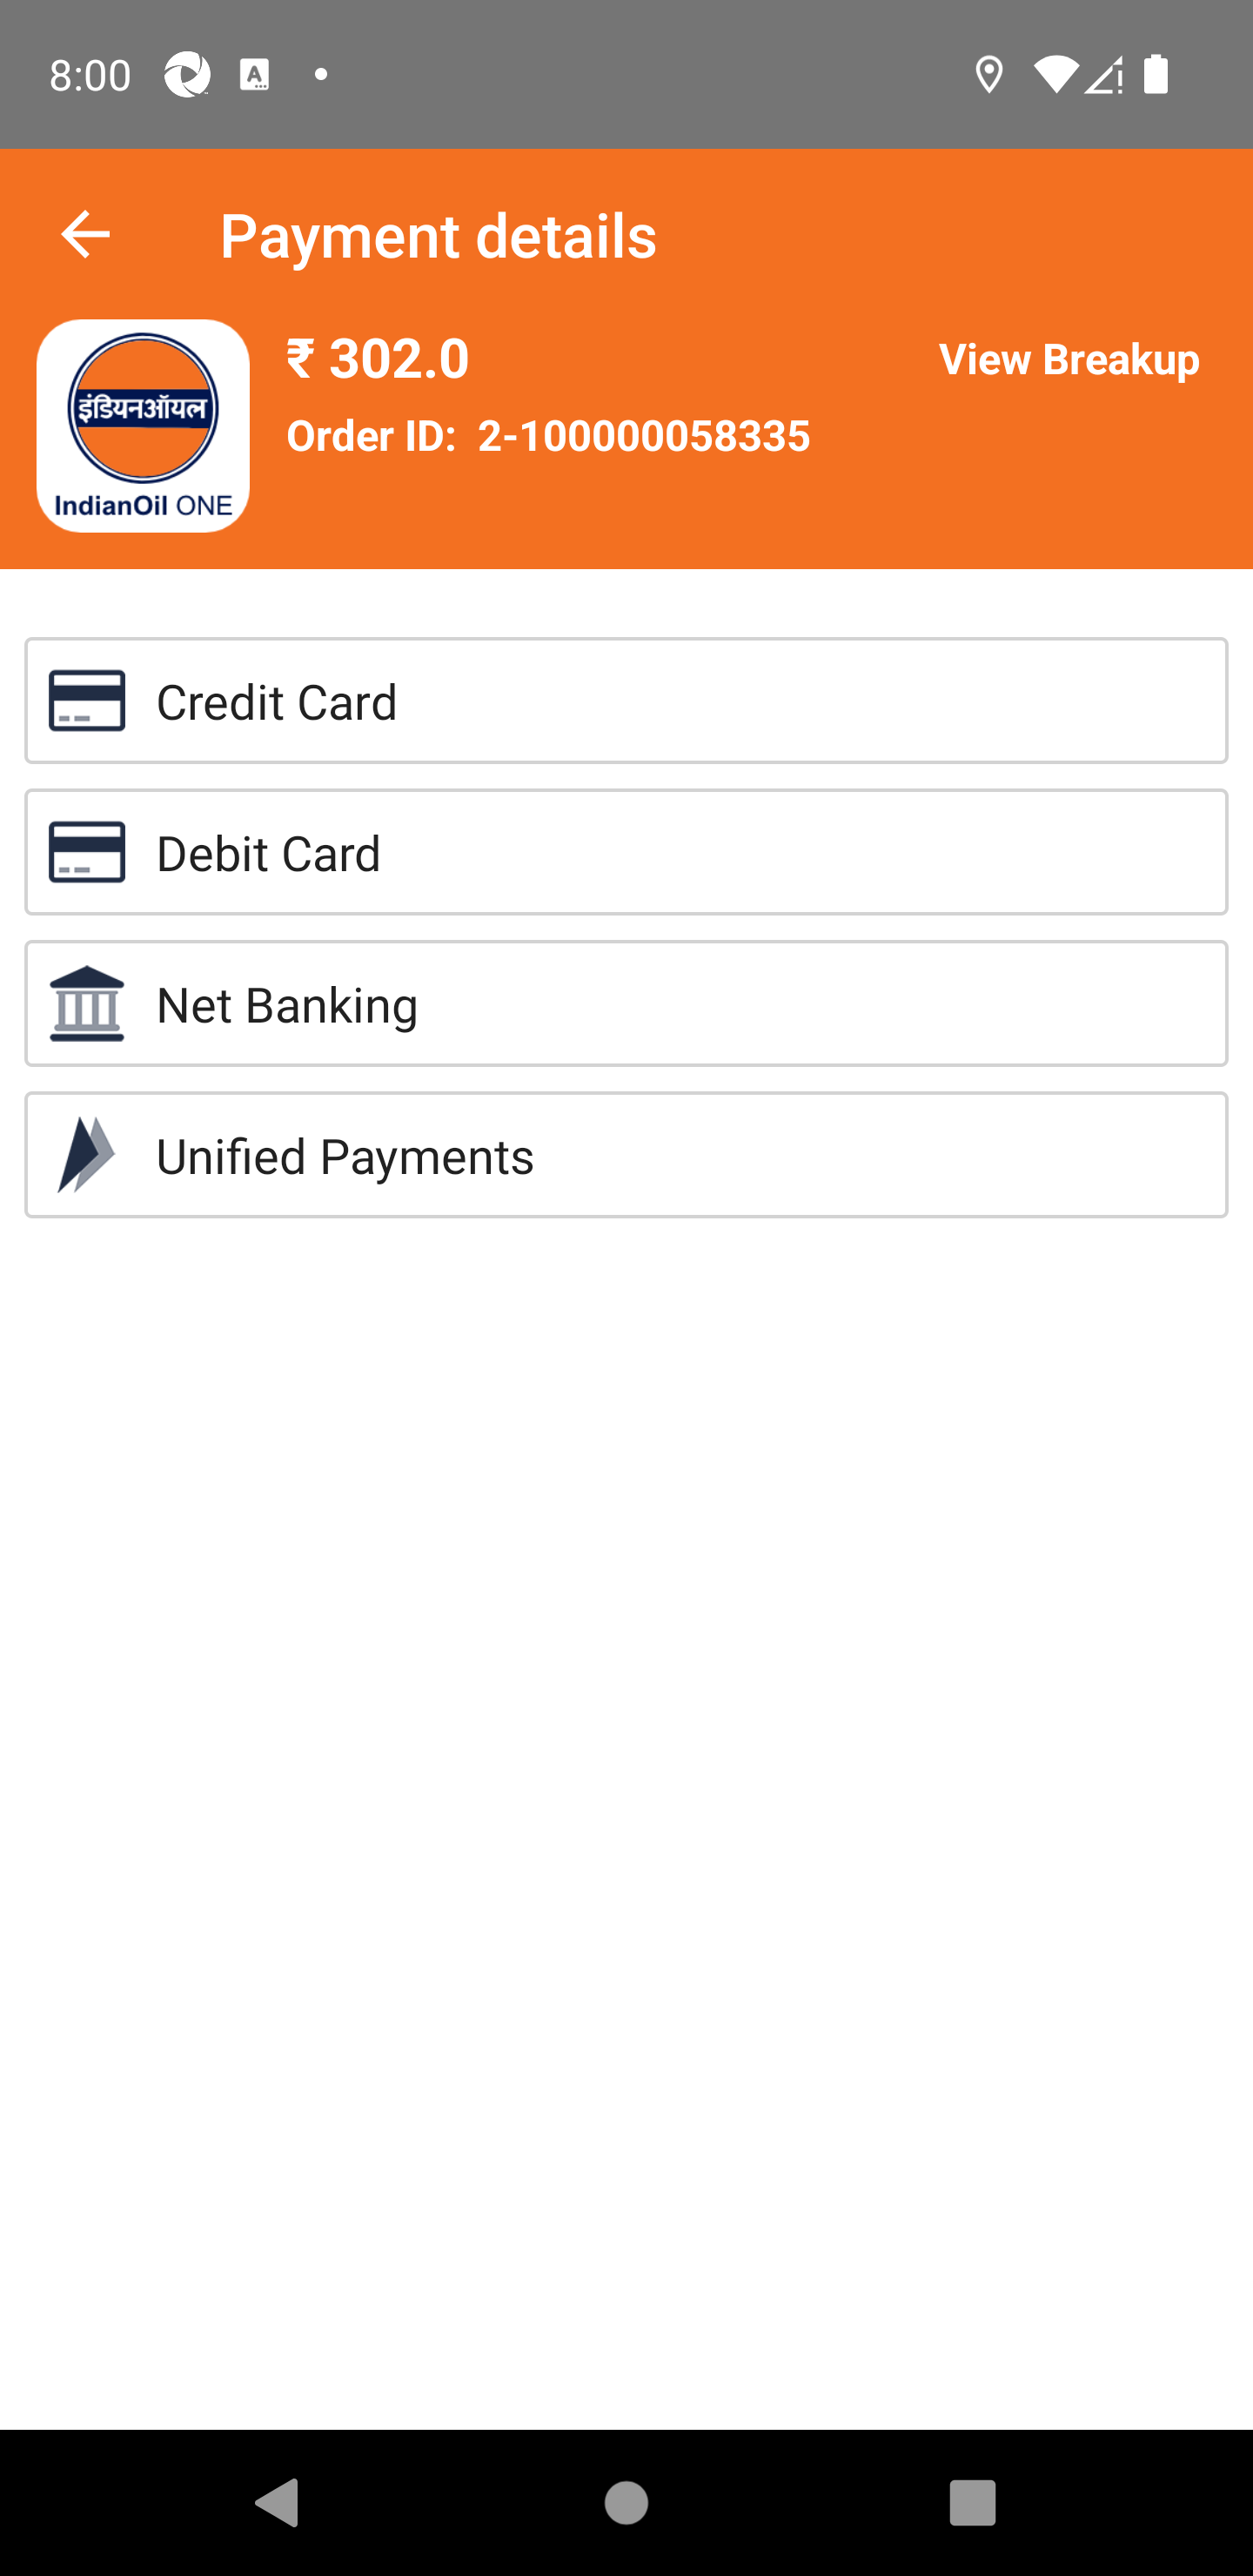 8:00
Payment details
₹ 302.0
View Breakup
Order ID: 2-100000058335
इंडियनऑयल
IndianOil ONE
Credit Card
Debit Card
Net Banking
Unified Payments